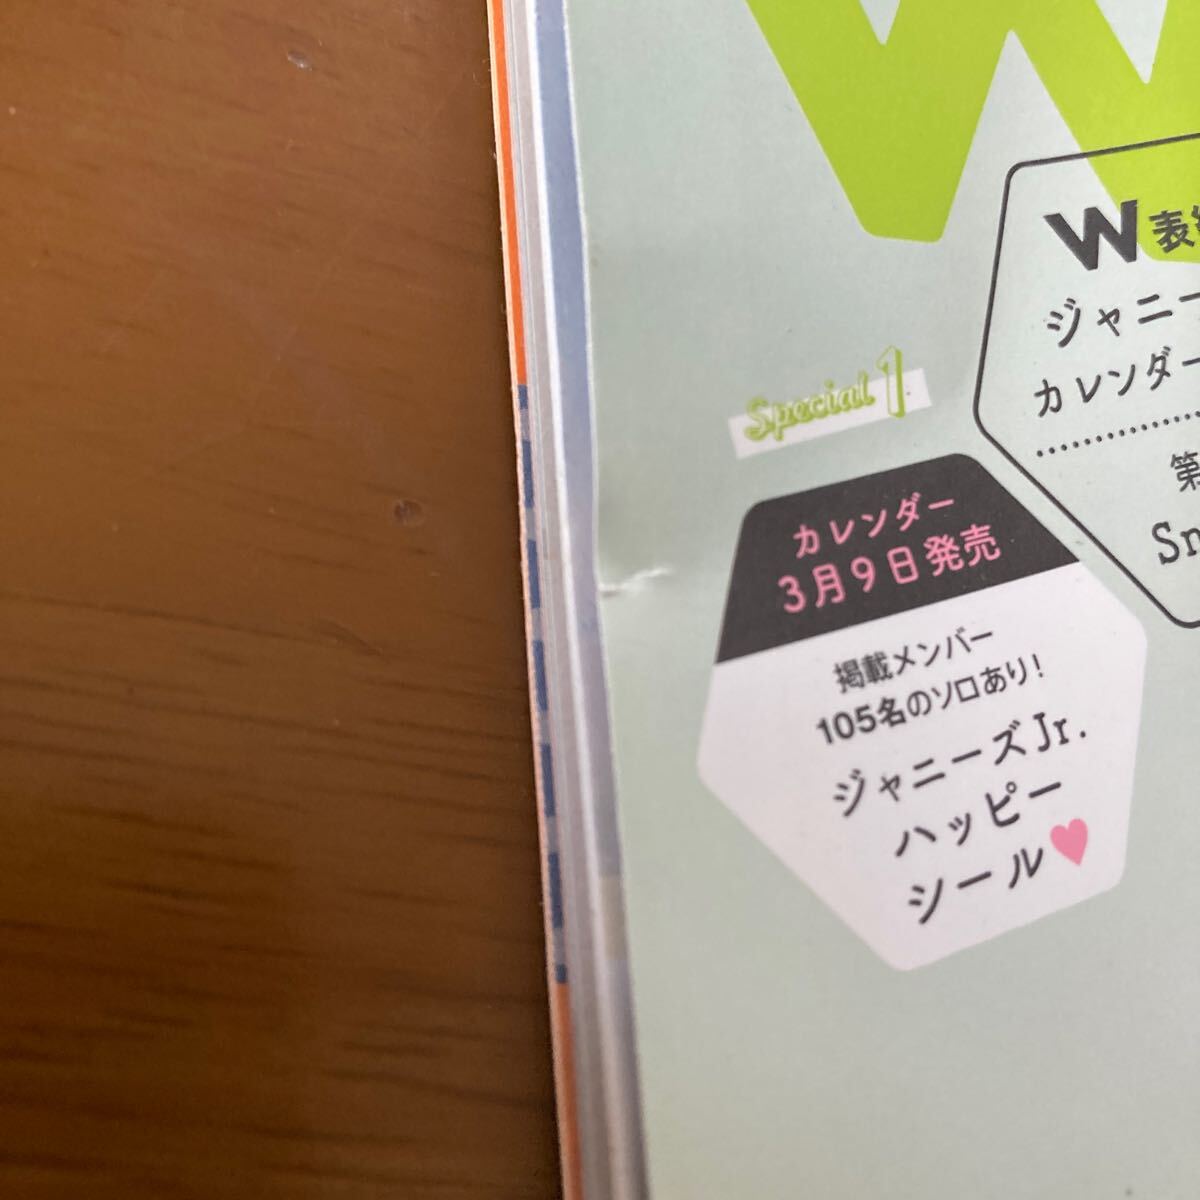 W
W 表
ジャニー
カレンダー
第
Sn
Special 1
カレンダー
3月9日発売
掲載メンバー
105名のソロあり!
ジャニーズJr.
ハッピー
シール♥